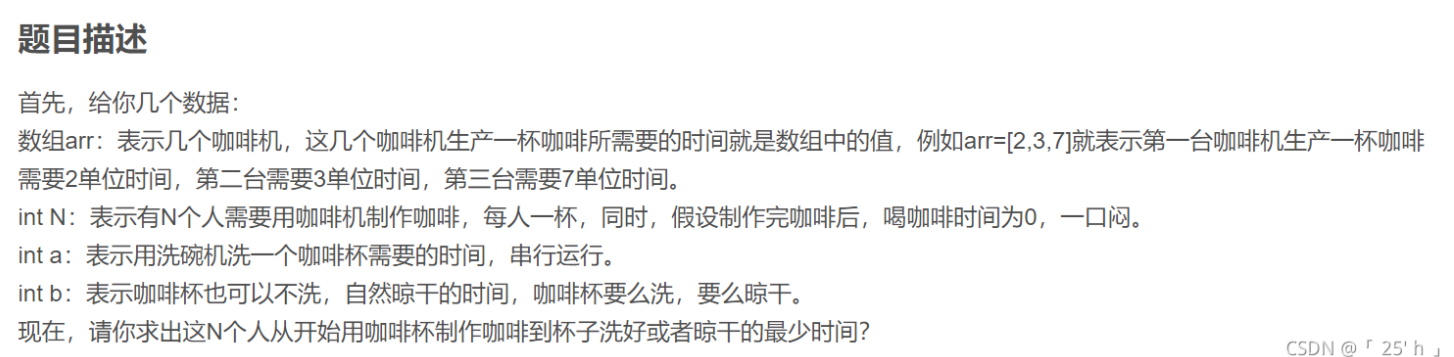 题目描述
首先，给你几个数据：
数组arr：表示几个咖啡机，这几个咖啡机生产一杯咖啡所需要的时间就是数组中的值，例如arr=[2,3,7]就表示第一台咖啡机生产一杯咖啡
需要2单位时间，第二台需要3单位时间，第三台需要7单位时间。
int N：表示有N个人需要用咖啡机制作咖啡，每人一杯，同时，假设制作完咖啡后，喝咖啡时间为0，一口闷。
int a：表示用洗碗机洗一个咖啡杯需要的时间，串行运行。
int b：表示咖啡杯也可以不洗，自然晾干的时间，咖啡杯要么洗，要么晾干。
现在，请你求出这N个人从开始用咖啡杯制作咖啡到杯子洗好或者晾干的最少时间？
CSDN @「 25' h 」